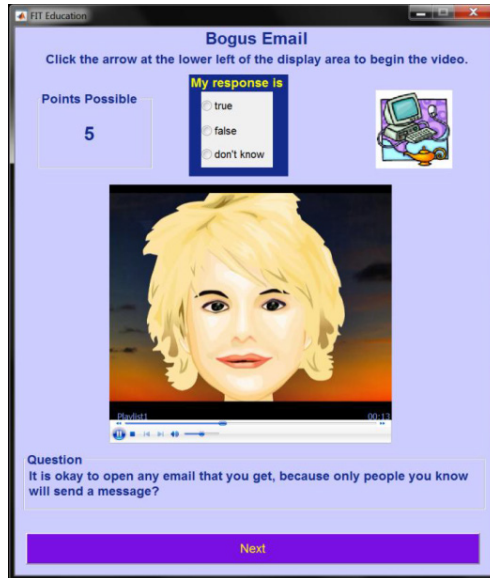 FIT Education
Bogus Email
Click the arrow at the lower left of the display area to begin the video.
Points Possible
5
My response is
true
false
don't know
Playlist1
00:13
Question
It is okay to open any email that you get, because only people you know
will send a message?
Next